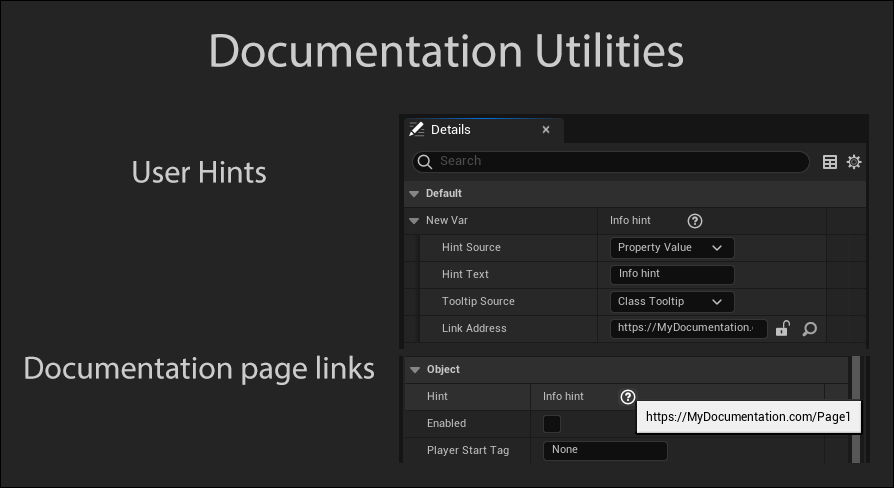 Documentation Utilities
User Hints
Details
Search
Default
New Var Info hint
Hint Source Property Value
Hint Text Info hint
Tooltip Source Class Tooltip
Link Address https://MyDocumentation.
Documentation page links
Object
Hint Info hint
https://MyDocumentation.com/Page1
Enabled
Player Start Tag None